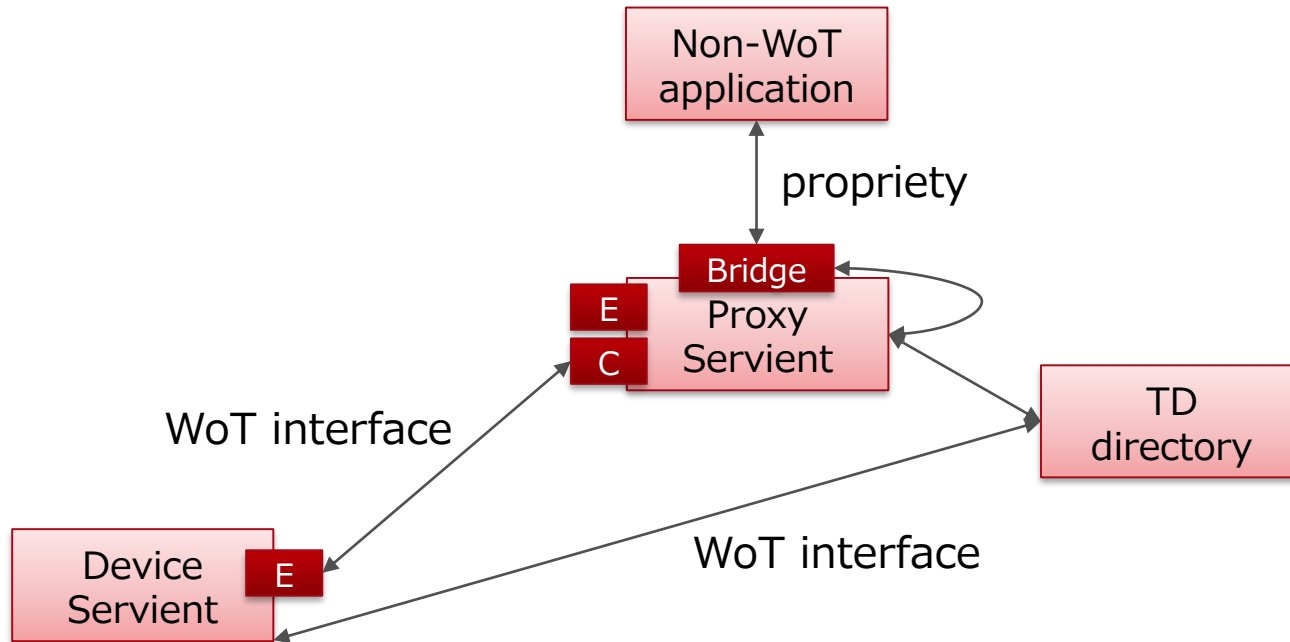 Non-WoT
application
propriety
Bridge
E
Proxy
Servient
C
TD
directory
WoT interface
WoT interface
Device
Servient
E